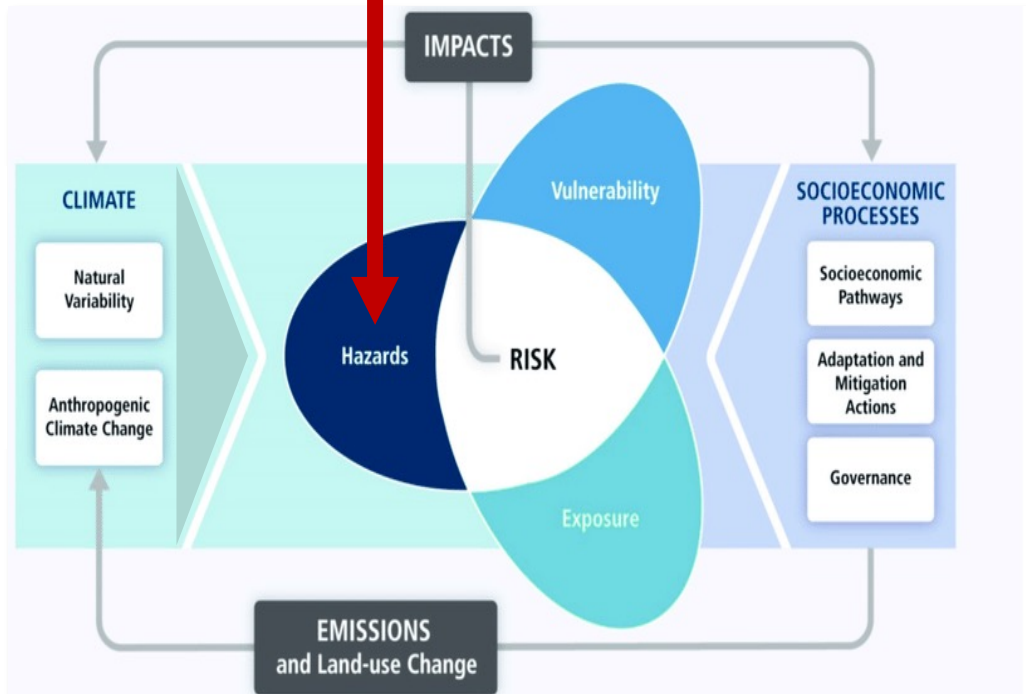 IMPACTS
CLIMATE
Natural
Variability
Anthropogenic
Climate Change
Vulnerability
Hazards
RISK
Exposure
SOCIOECONOMIC
PROCESSES
Socioeconomic
Pathways
Adaptation and
Mitigation
Actions
Governance
EMISSIONS
and Land-use Change